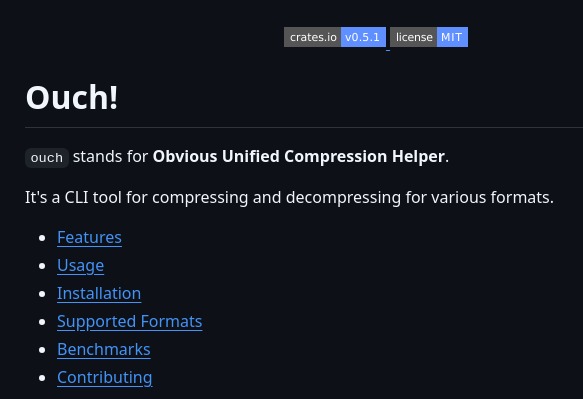 crates.io v0.5.1 license MIT
Ouch!
ouch stands for Obvious Unified Compression Helper.
It's a CLI tool for compressing and decompressing for various formats.
Features
Usage
Installation
Supported Formats
Benchmarks
Contributing